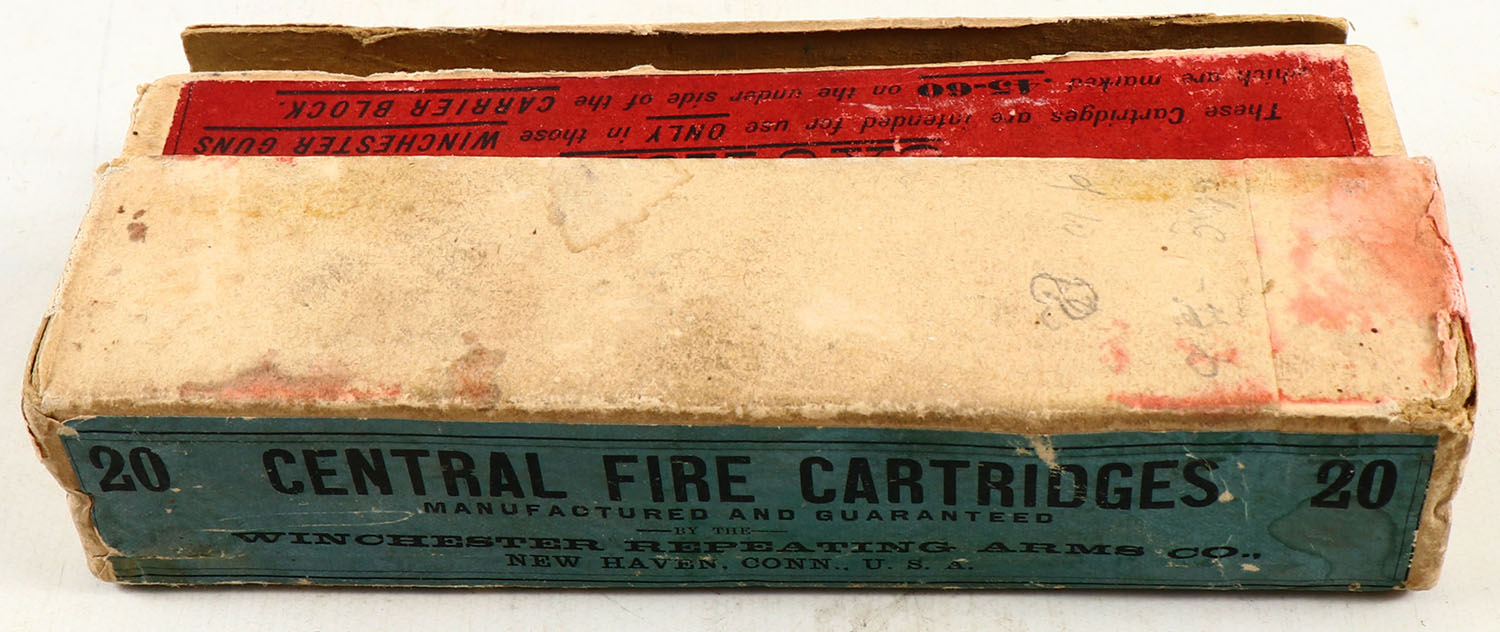 which are marked 45-60 on the under side of the CARRIER BLOCK.
These Cartridges are intended for use ONLY in those WINCHESTER GUNS
20 CENTRAL FIRE CARTRIDGES 20
MANUFACTURED AND GUARANTEED
—BY THE—
WINCHESTER REPEATING ARMS CO.,
NEW HAVEN, CONN., U. S. A.